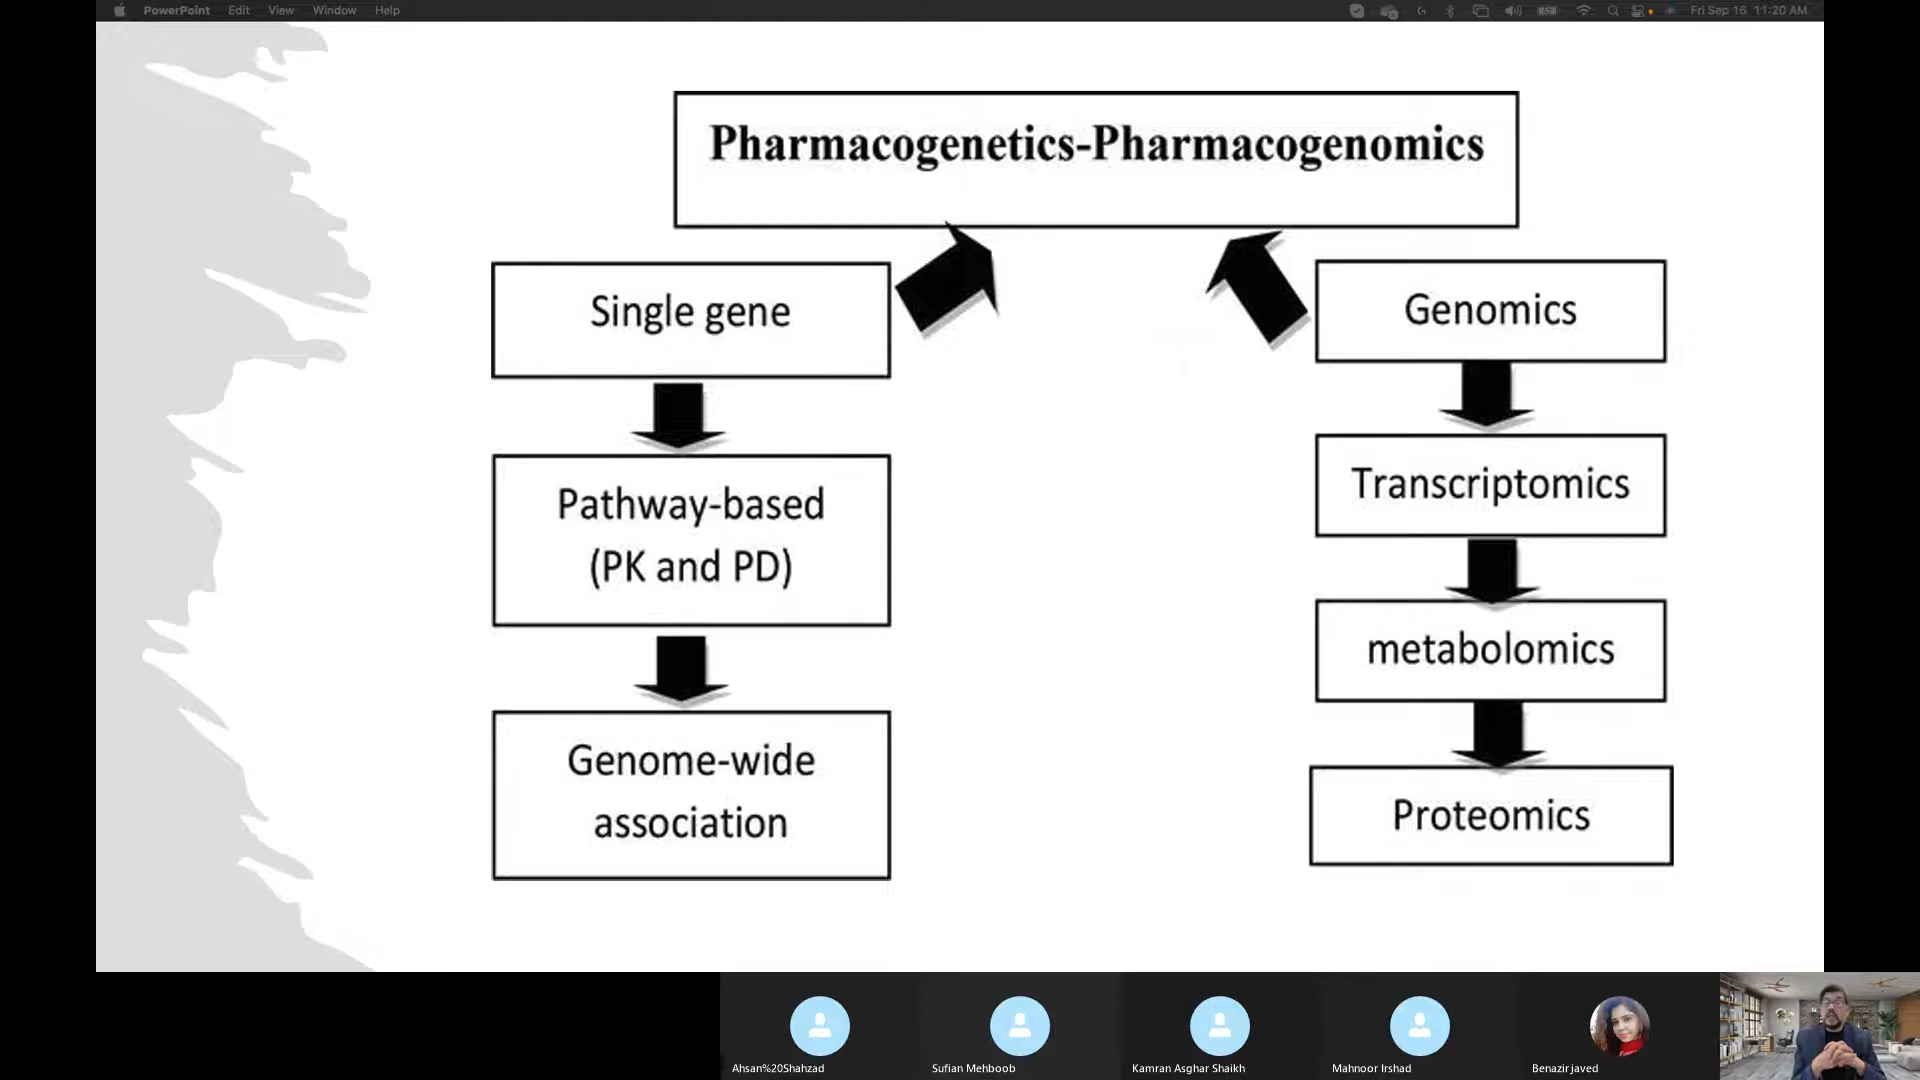 PowerPoint Edit View Window Help
Fri Sep 16 11:20 AM
Pharmacogenetics-Pharmacogenomics
Single gene
Pathway-based
(PK and PD)
Genome-wide
association
Genomics
Transcriptomics
metabolomics
Proteomics
Ahsan%20Shahzad
Sufian Mehboob
Kamran Asghar Shaikh
Mahnoor Irshad
Benazir javed